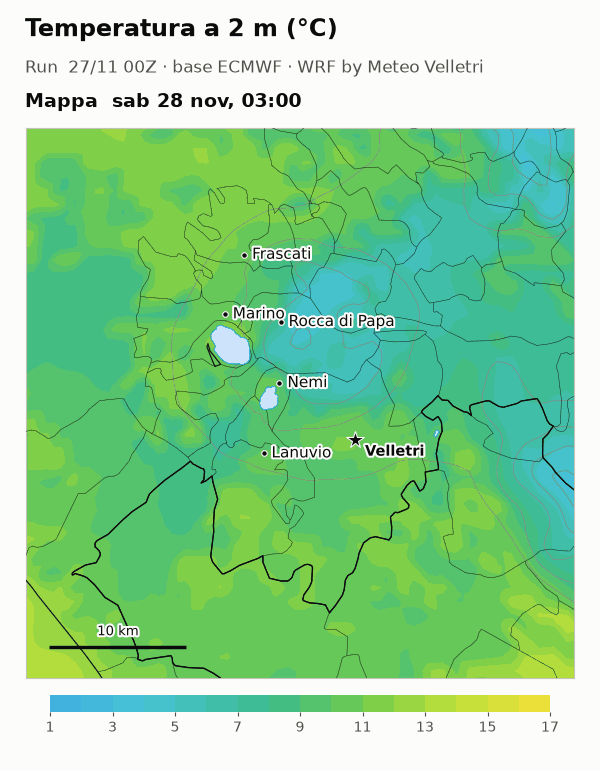 Temperatura a 2 m (°C)
Run  27/11 00Z · base ECMWF · WRF by Meteo Velletri
Mappa  sab 28 nov, 03:00
Frascati
Marino
Rocca di Papa
Nemi
Lanuvio
Velletri
10 km
1 3 5 7 9 11 13 15 17